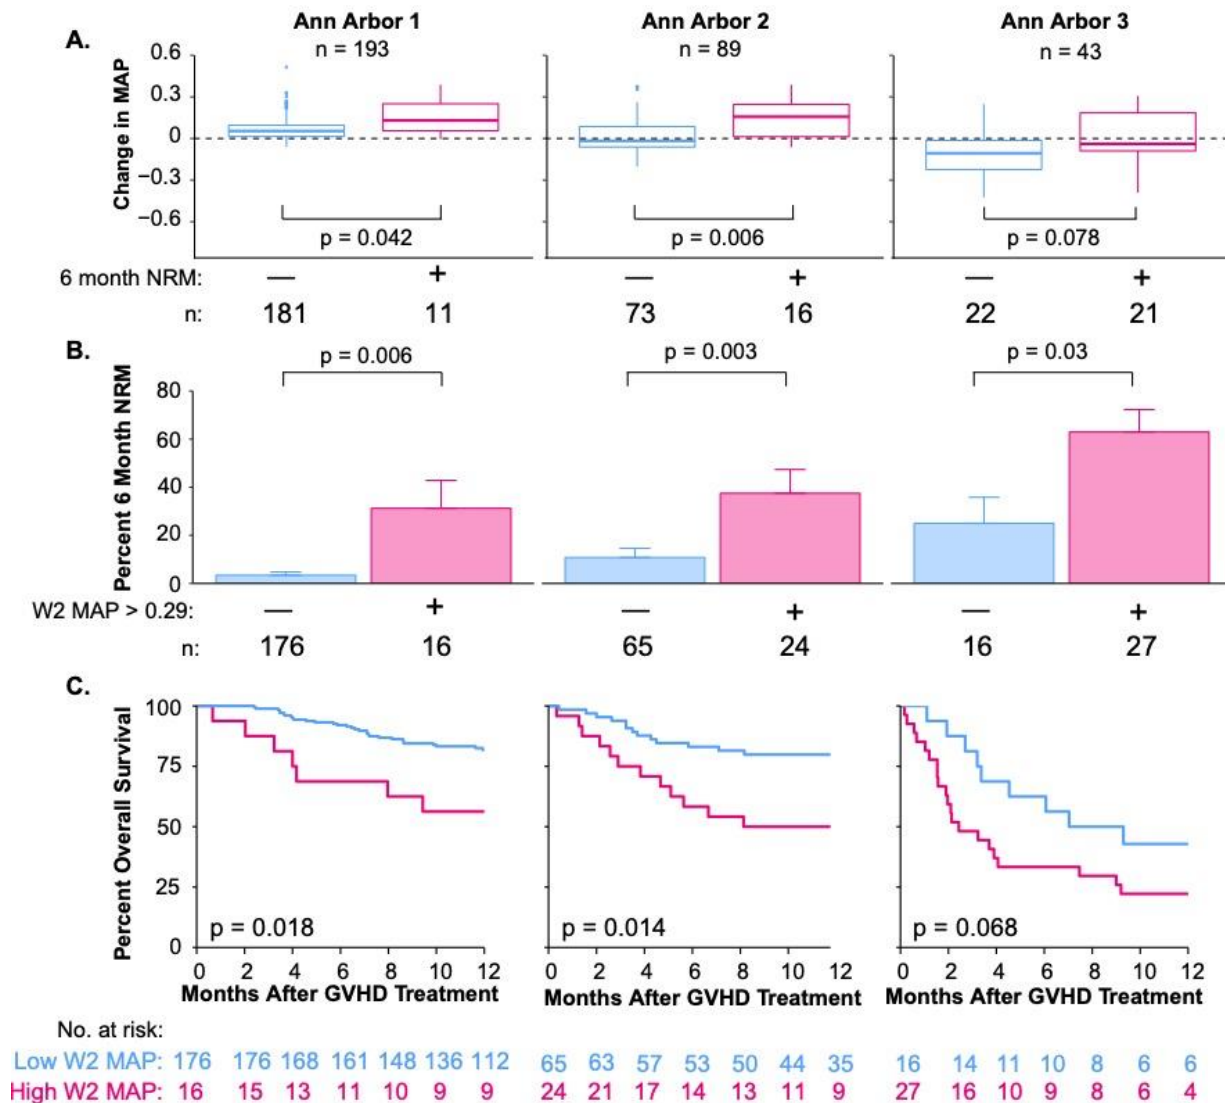 Ann Arbor 1 Ann Arbor 2 Ann Arbor 3
A.
n = 193 n = 89 n = 43
Change in MAP
0.6
0.3
0
−0.3
−0.6
p = 0.042 p = 0.006 p = 0.078
6 month NRM: — + — + — +
n: 181 11 73 16 22 21
B.
p = 0.006 p = 0.003 p = 0.03
Percent 6 Month NRM
80
60
40
20
0
W2 MAP > 0.29: — + — + — +
n: 176 16 65 24 16 27
C.
Percent Overall Survival
100
75
50
25
0
p = 0.018 p = 0.014 p = 0.068
0 2 4 6 8 10 12 0 2 4 6 8 10 12 0 2 4 6 8 10 12
Months After GVHD Treatment Months After GVHD Treatment Months After GVHD Treatment
No. at risk:
Low W2 MAP: 176 176 168 161 148 136 112 65 63 57 53 50 44 35 16 14 11 10 8 6 6
High W2 MAP: 16 15 13 11 10 9 9 24 21 17 14 13 11 9 27 16 10 9 8 6 4